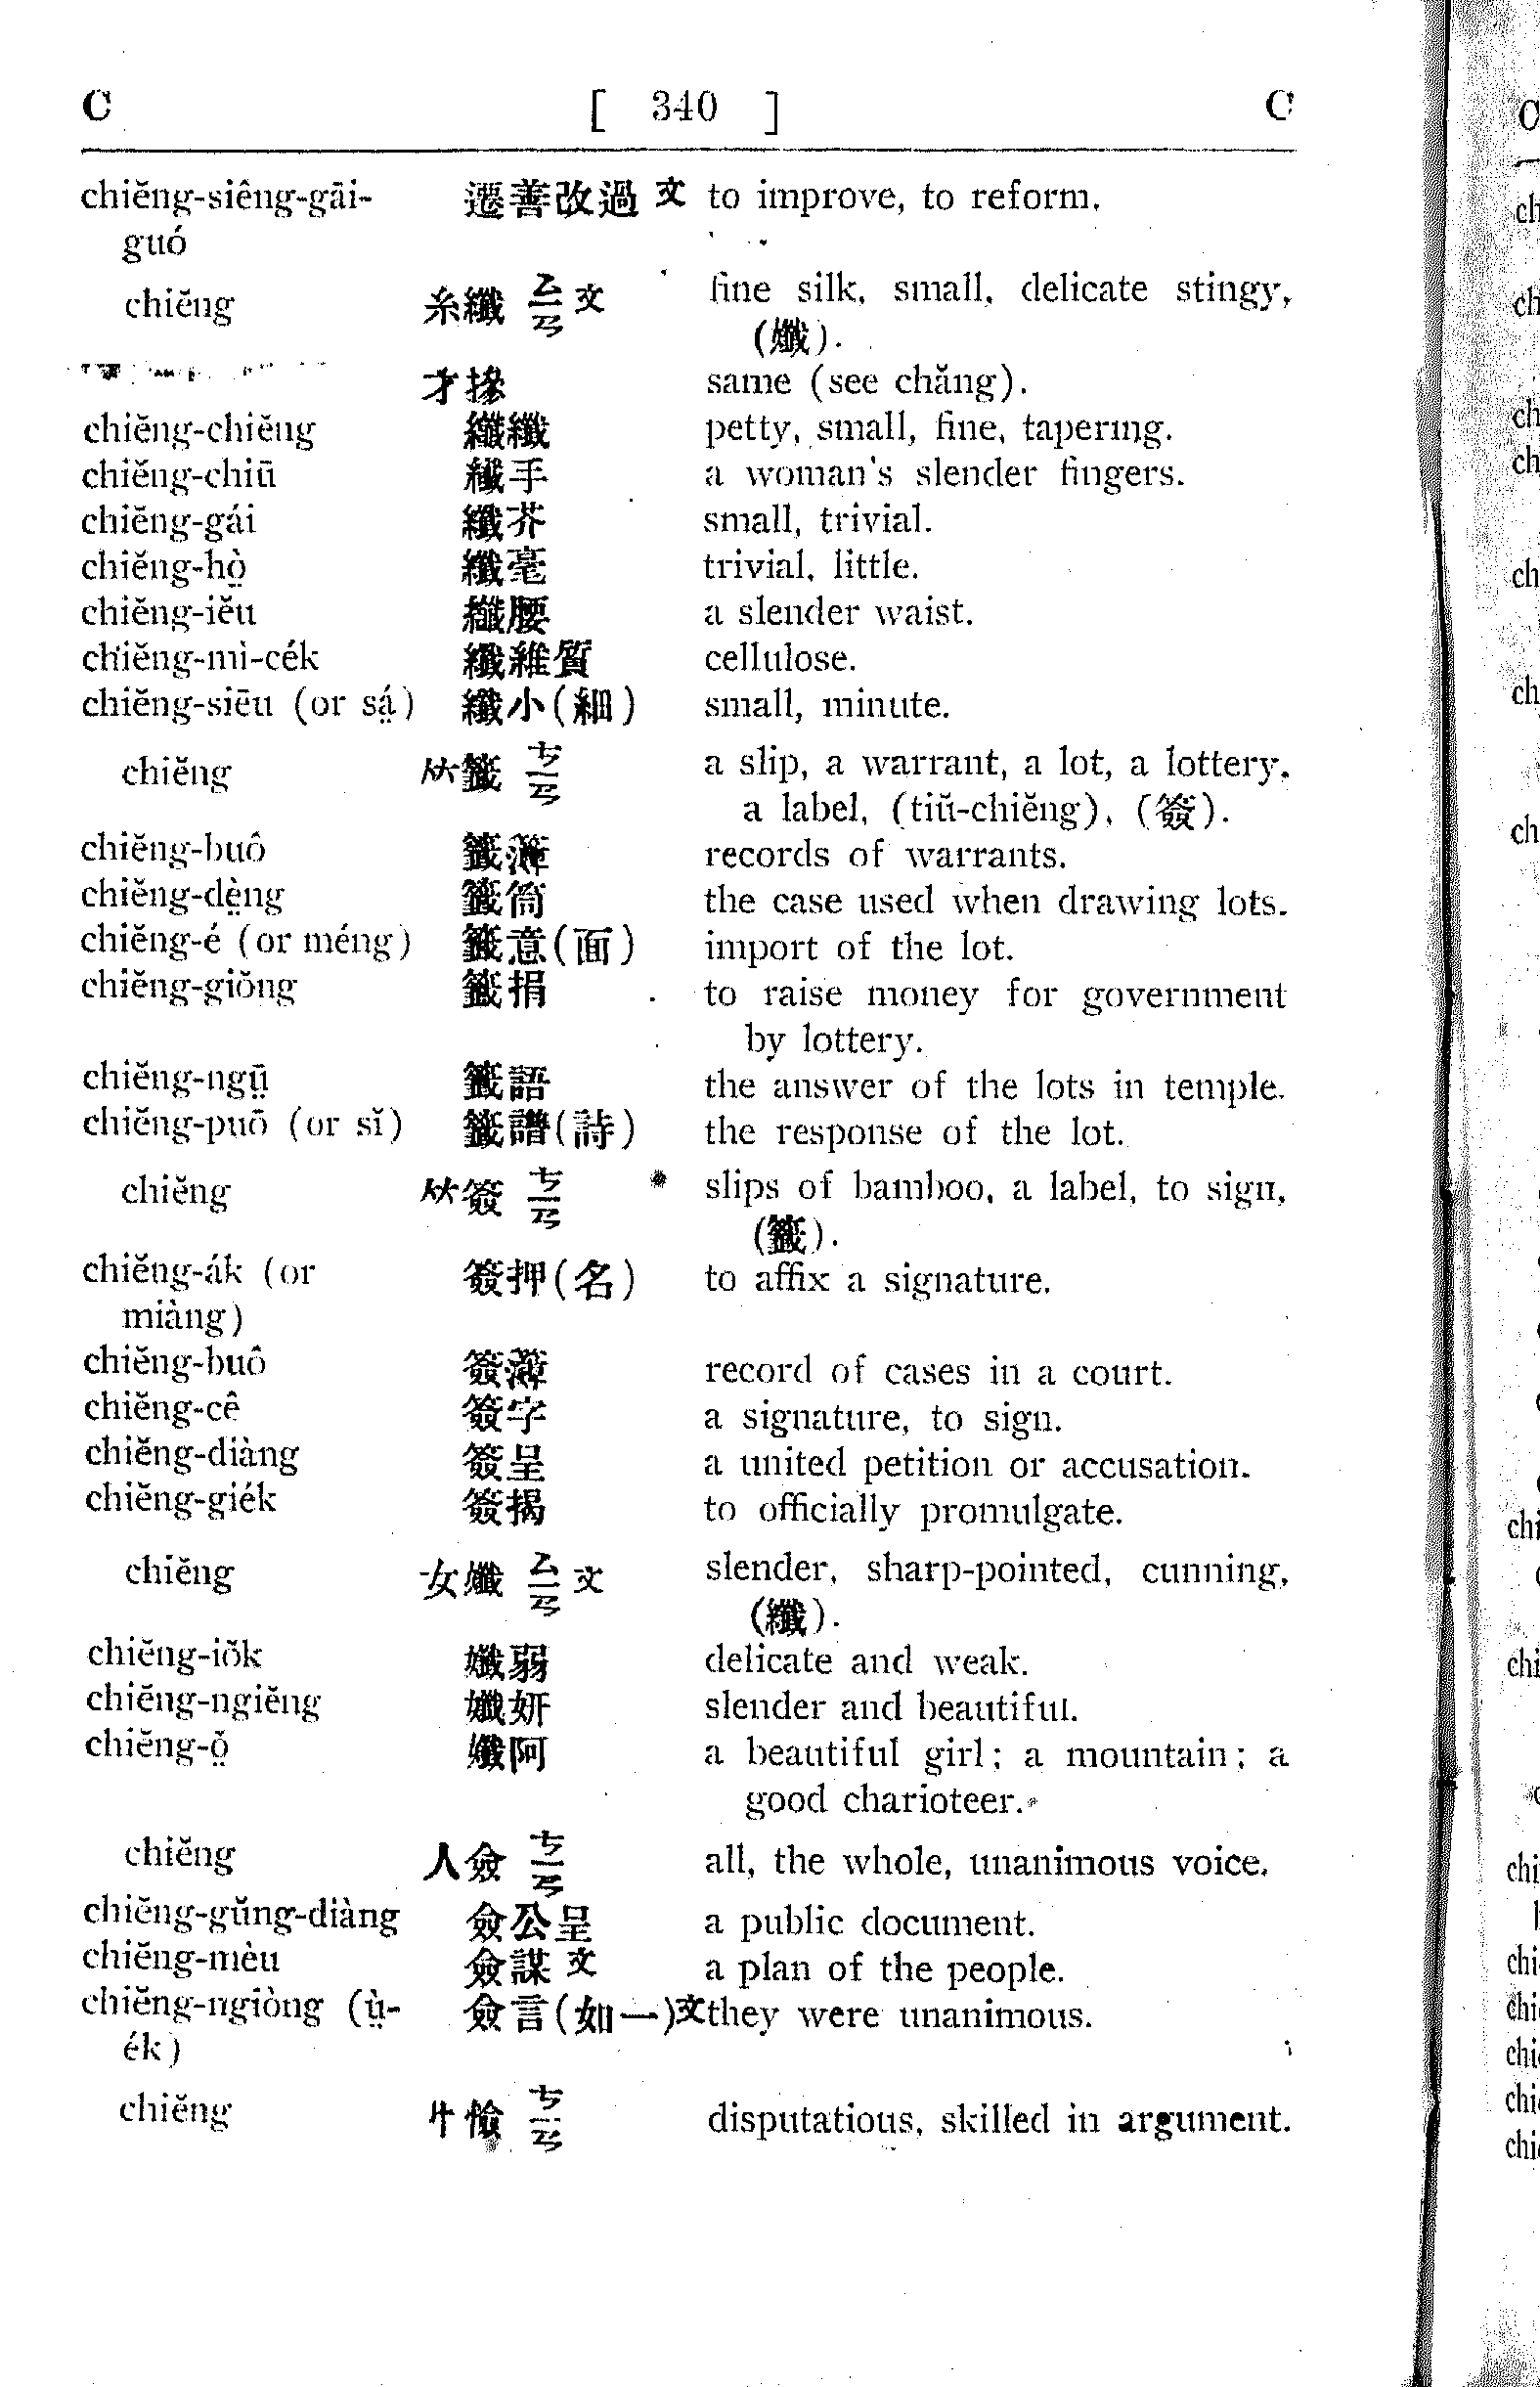 C [ 340 ] C
chiĕng-siêng-gāi- 遷善改過 文 to improve, to reform.
guó
chiĕng 糸纖 ㄙㄧㄢ 文 fine silk, small, delicate stingy,
(孅).
才掾 same (see chăng).
chiĕng-chiĕng 纖纖 petty, small, fine, tapering.
chiĕng-chiū 纖手 a woman's slender fingers.
chiĕng-gái 纖芥 small, trivial.
chiĕng-hò̤ 纖毫 trivial, little.
chiĕng-iĕu 纖腰 a slender waist.
chiĕng-mì-cék 纖維質 cellulose.
chiĕng-siēu (or sá̤) 纖小(細) small, minute.
chiĕng 竹籤 ㄘㄧㄢ a slip, a warrant, a lot, a lottery,
a label, (tiŭ-chiĕng), (簽).
chiĕng-buô 籤簿 records of warrants.
chiĕng-dè̤ng 籤筒 the case used when drawing lots.
chiĕng-é (or méng) 籤意(面) import of the lot.
chiĕng-giŏng 籤捐 to raise money for government
by lottery.
chiĕng-ngṳ̄ 籤語 the answer of the lots in temple.
chiĕng-puō (or sĭ) 籤譜(詩) the response of the lot.
chiĕng 竹簽 ㄘㄧㄢ slips of bamboo, a label, to sign,
(籤).
chiĕng-ák (or 簽押(名) to affix a signature.
miàng)
chiĕng-buô 簽簿 record of cases in a court.
chiĕng-cê 簽字 a signature, to sign.
chiĕng-diàng 簽呈 a united petition or accusation.
chiĕng-giék 簽揭 to officially promulgate.
chiĕng 女孅 ㄙㄧㄢ 文 slender, sharp-pointed, cunning,
(纖).
chiĕng-iŏk 孅弱 delicate and weak.
chiĕng-ngiĕng 孅妍 slender and beautiful.
chiĕng-ŏ̤ 孅阿 a beautiful girl; a mountain; a
good charioteer.
chiĕng 人僉 ㄘㄧㄢ all, the whole, unanimous voice.
chiĕng-gŭng-diàng 僉公呈 a public document.
chiĕng-mèu 僉謀 文 a plan of the people.
chiĕng-ngiòng (ṳ̀- 僉言(如一)文 they were unanimous.
ék)
chiĕng 忄憸 ㄘㄧㄢ disputatious, skilled in argument.